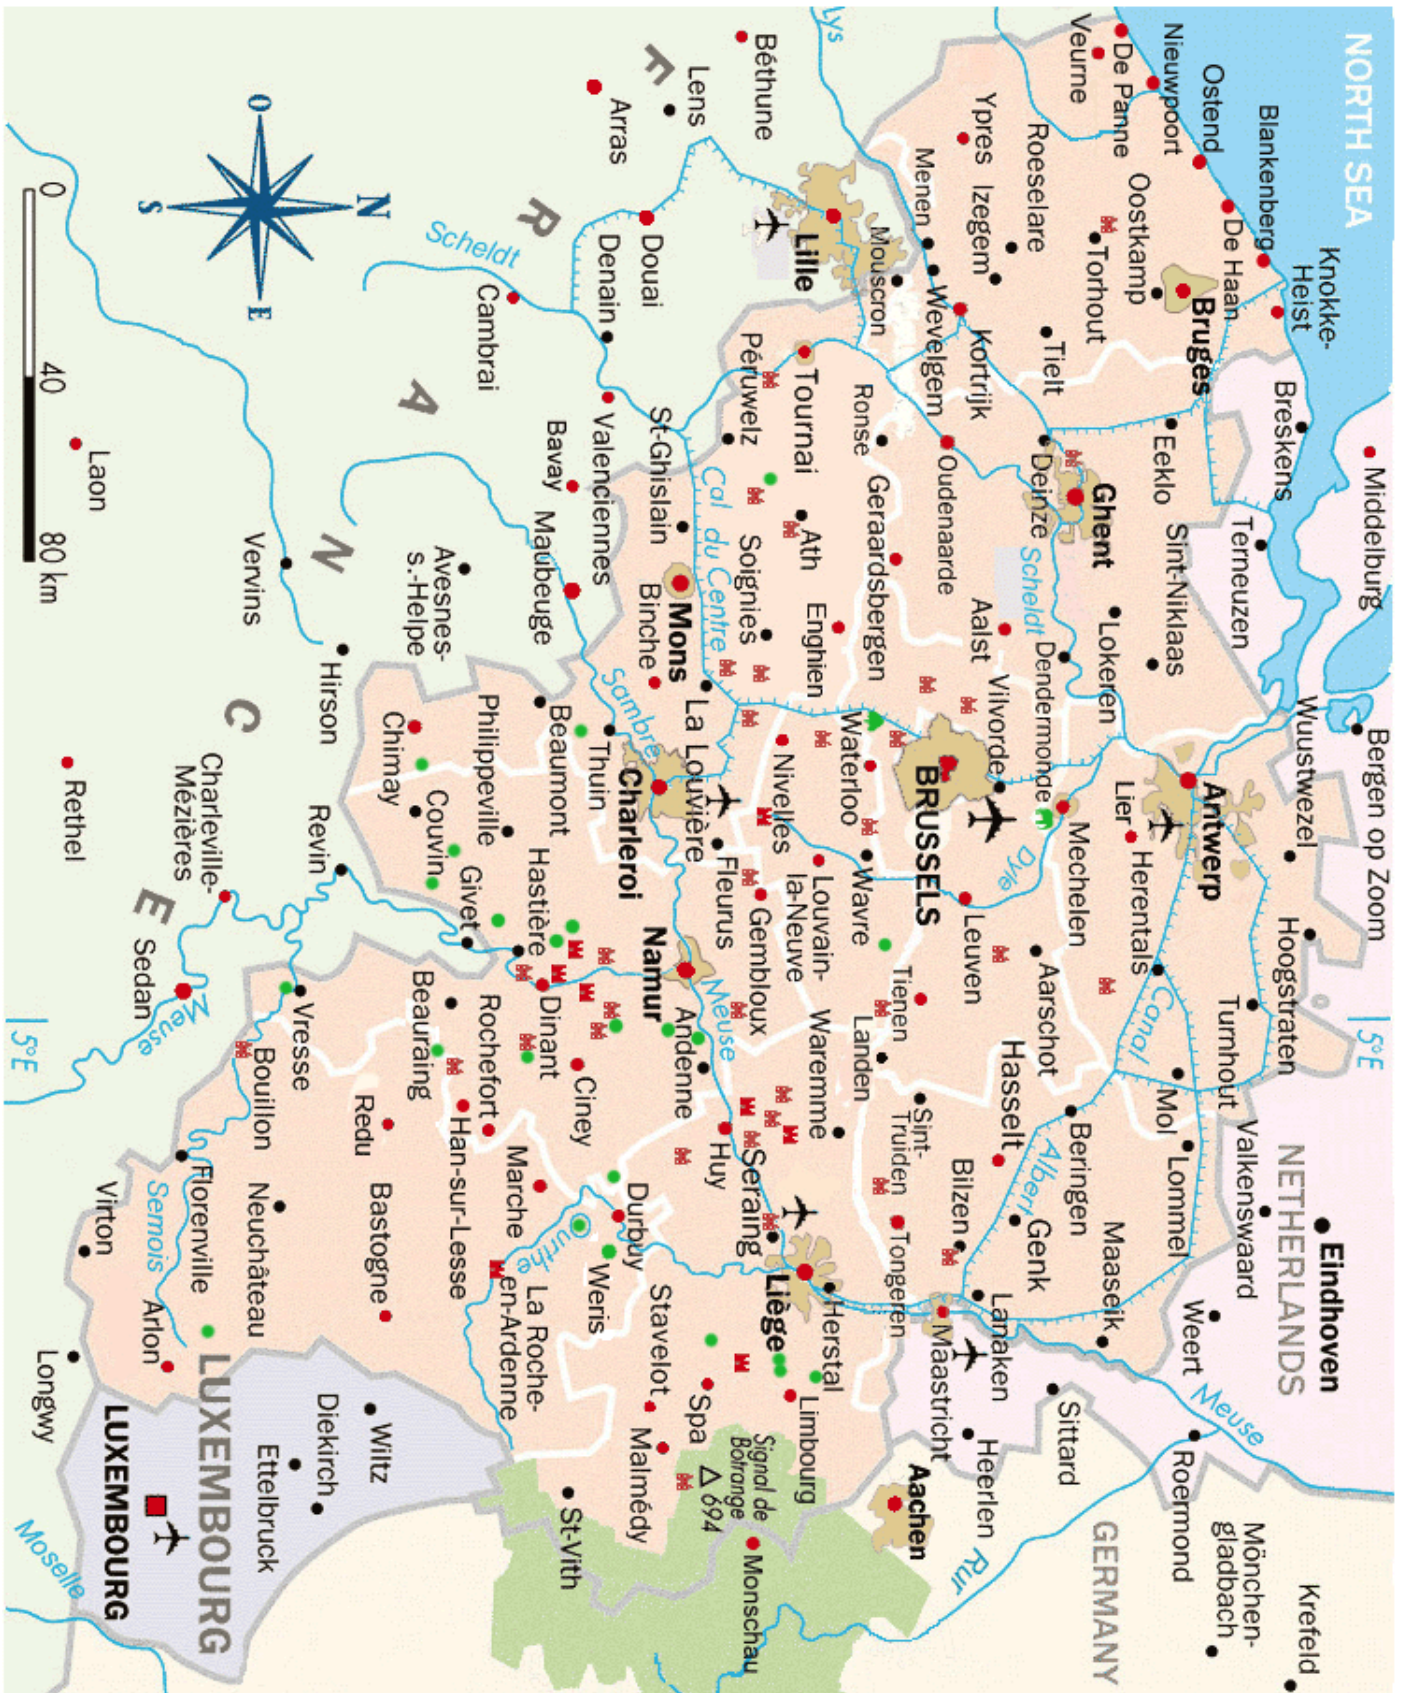 NORTH SEA
Knokke-
Heist
Blankenberg
De Haan
Ostend
Nieuwpoort
De Panne
Veurne
Middelburg
Breskens
Terneuzen
Bergen op Zoom
Wuustwezel
Hoogstraten
Turnhout
5°E
NETHERLANDS
Eindhoven
Valkenswaard
Weert
Meuse
Roermond
Mönchen-
gladbach
Krefeld
GERMANY
Bruges
Oostkamp
Torhout
Eeklo
Sint-Niklaas
Antwerp
Lier
Herentals
Canal
Mol
Lommel
Maaseik
Sittard
Roeselare
Ypres
Izegem
Tielt
Ghent
Deinze
Scheldt
Lokeren
Dendermonde
Mechelen
Aarschot
Beringen
Albert
Genk
Lanaken
Heerlen
Rur
Menen
Wevelgem
Kortrijk
Oudenaarde
Aalst
Vilvorde
BRUSSELS
Dyle
Leuven
Hasselt
Bilzen
Maastricht
Aachen
Lys
Mouscron
Ronse
Geraardsbergen
Waterloo
Wavre
Tienen
Landen
Sint-
Truiden
Tongeren
Béthune
Lille
Tournai
Ath
Enghien
Nivelles
Louvain-
la-Neuve
Waremme
Herstal
Liège
Limbourg
Lens
Péruwelz
Soignies
Cal du Centre
La Louvière
Fleurus
Gembloux
Meuse
Huy
Seraing
Spa
Signal de
Botrange
694
Monschau
Arras
Douai
Denain
St-Ghislain
Mons
Binche
Charleroi
Sambre
Namur
Andenne
Durbuy
Stavelot
Malmédy
FRANCE
Scheldt
Cambrai
Valenciennes
Bavay
Maubeuge
Thuin
Beaumont
Hastière
Dinant
Ciney
Ourthe
Weris
St-Vith
Avesnes-
s.-Helpe
Philippeville
Givet
Rochefort
Marche
La Roche-
en-Ardenne
Couvin
Chimay
Beauraing
Han-sur-Lesse
Hirson
Revin
Vresse
Redu
Bastogne
Wiltz
Diekirch
Ettelbruck
N
O
E
S
Vervins
Charleville-
Mézières
Bouillon
Neuchâteau
LUXEMBOURG
Sedan
Meuse
Florenville
Semois
Arlon
Virton
LUXEMBOURG
Laon
Rethel
5°E
Longwy
Moselle
0
40
80 km